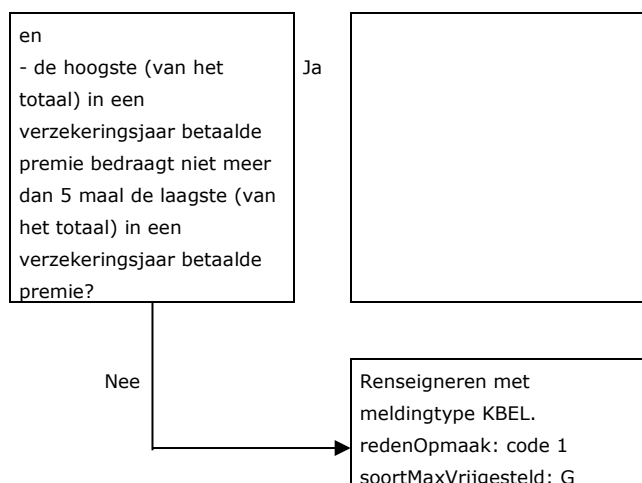 en
- de hoogste (van het
totaal) in een
verzekeringsjaar betaalde
premie bedraagt niet meer
dan 5 maal de laagste (van
het totaal) in een
verzekeringsjaar betaalde
premie?
Ja
Nee
Renseigneren met
meldingtype KBEL.
redenOpmaak: code 1
soortMaxVrijgesteld: G